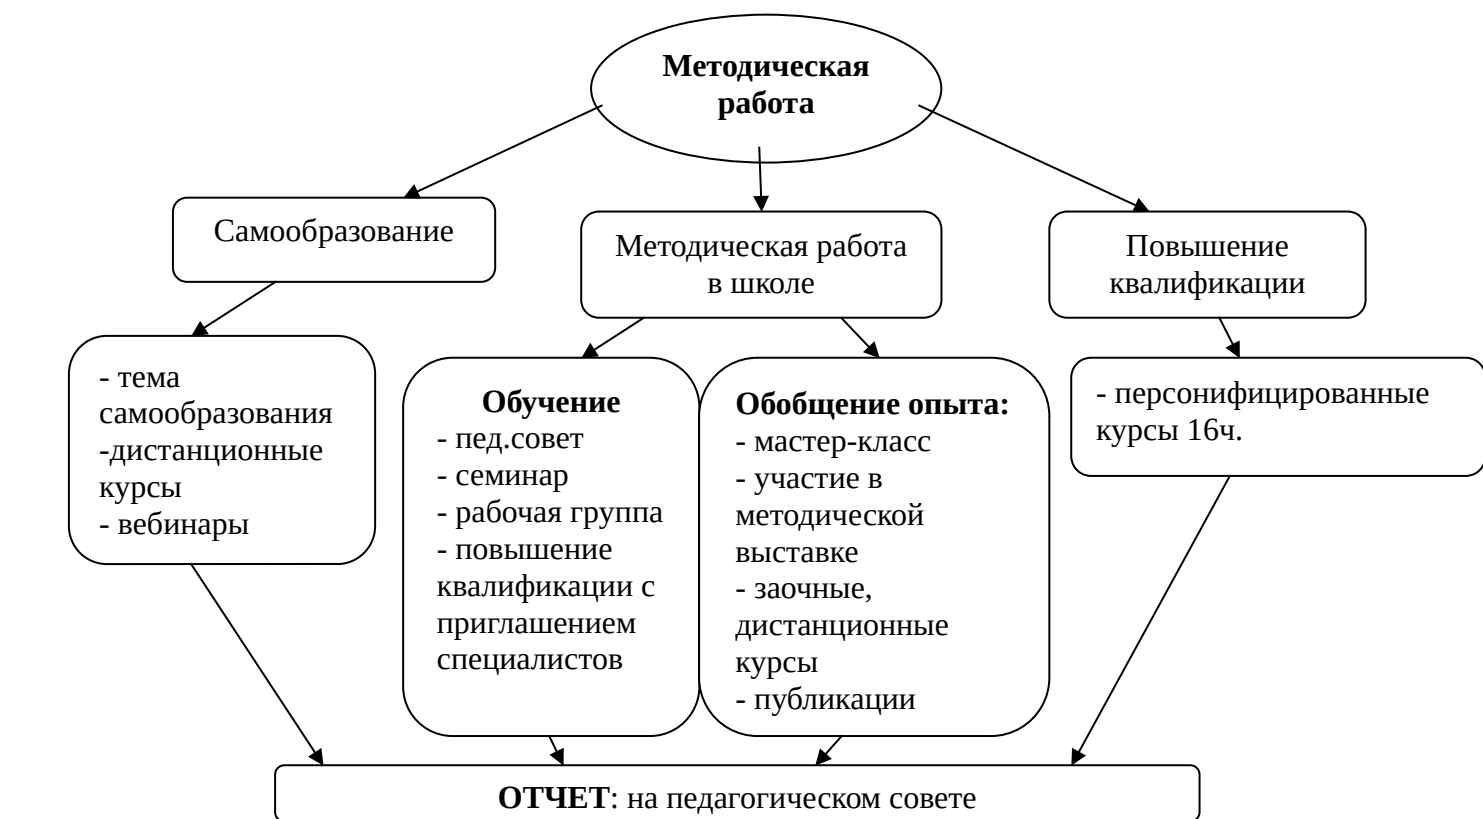 Методическая
работа
Самообразование
Методическая работа
в школе
Повышение
квалификации
- тема
самообразования
-дистанционные
курсы
- вебинары
Обучение
- пед.совет
- семинар
- рабочая группа
- повышение
квалификации с
приглашением
специалистов
Обобщение опыта:
- мастер-класс
- участие в
методической
выставке
- заочные,
дистанционные
курсы
- публикации
- персонифицированные
курсы 16ч.
ОТЧЕТ: на педагогическом совете